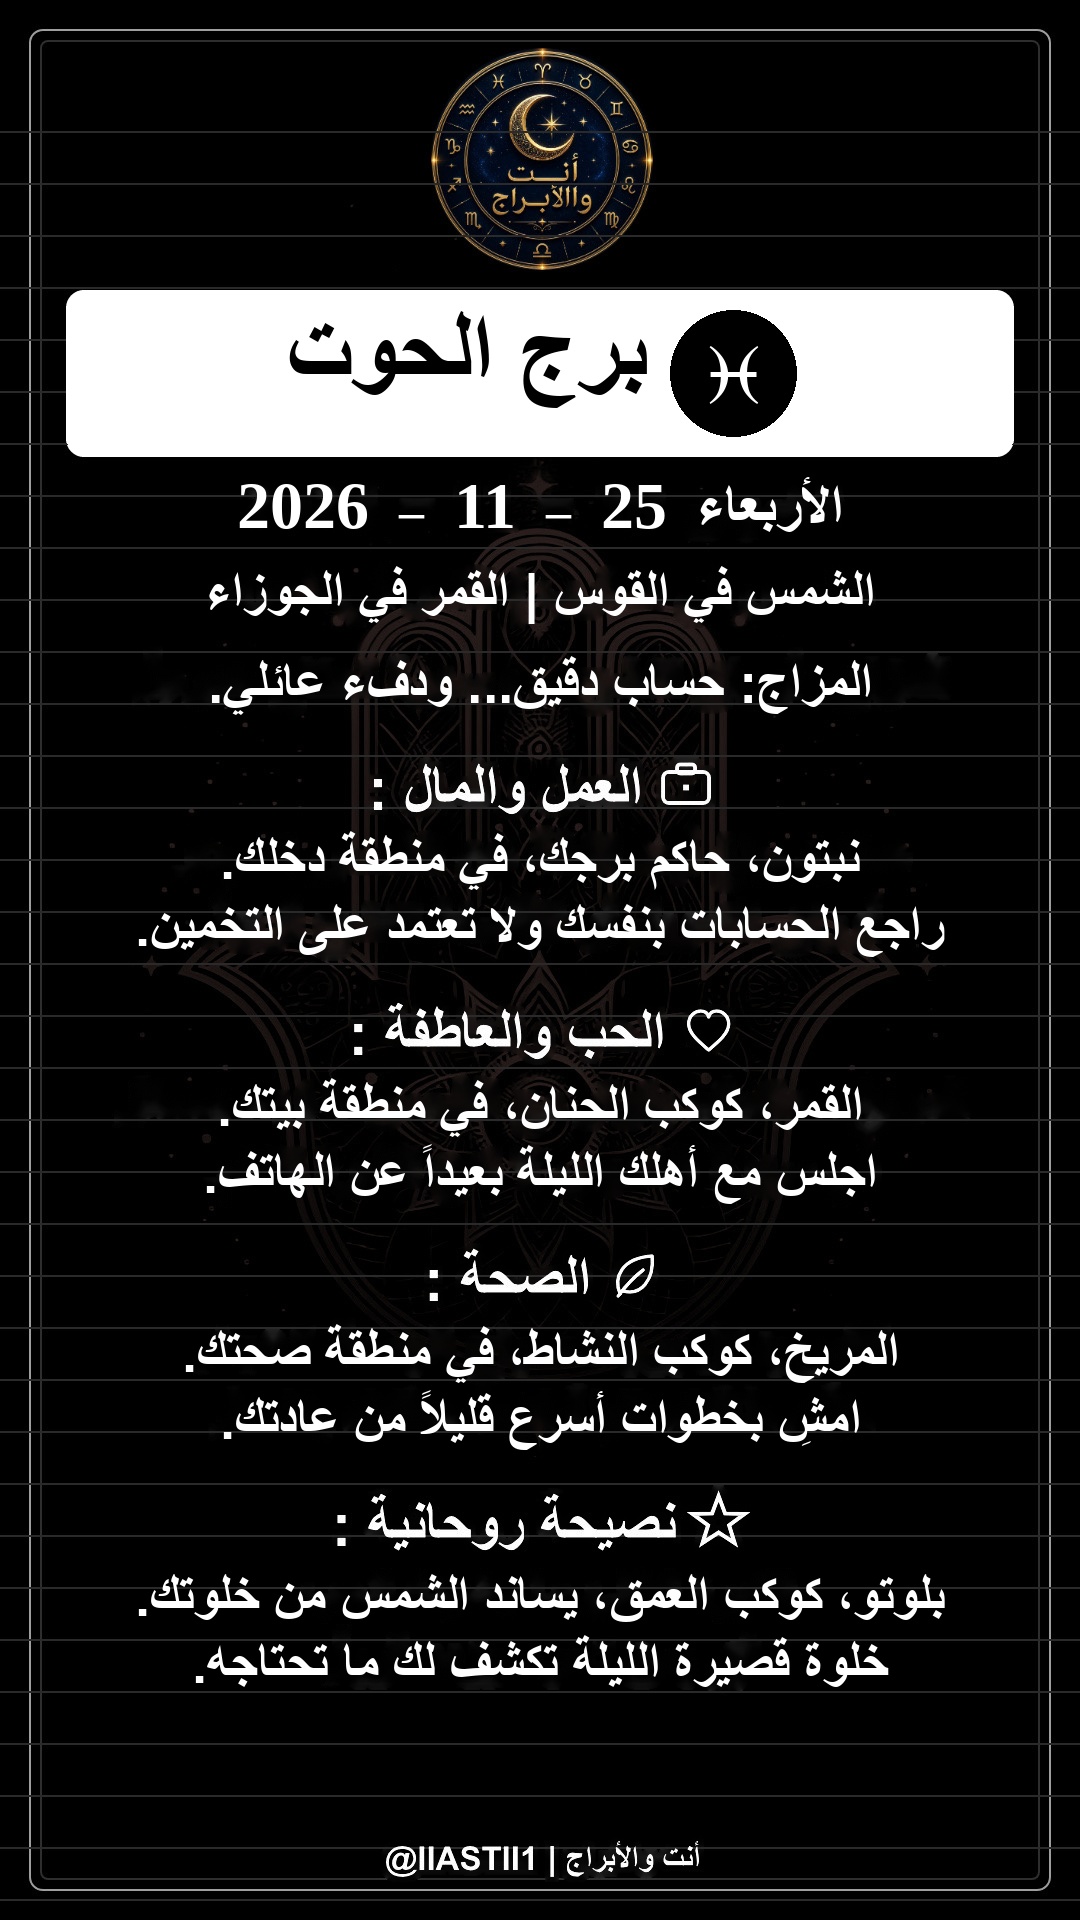 أنت
واالأبراج
برج الحوت
الأربعاء 25 – 11 – 2026
الشمس في القوس | القمر في الجوزاء
المزاج: حساب دقيق... ودفء عائلي.
العمل والمال :
نبتون، حاكم برجك، في منطقة دخلك.
راجع الحسابات بنفسك ولا تعتمد على التخمين.
الحب والعاطفة :
القمر، كوكب الحنان، في منطقة بيتك.
اجلس مع أهلك الليلة بعيداً عن الهاتف.
الصحة :
المريخ، كوكب النشاط، في منطقة صحتك.
امشِ بخطوات أسرع قليلاً من عادتك.
نصيحة روحانية :
بلوتو، كوكب العمق، يساند الشمس من خلوتك.
خلوة قصيرة الليلة تكشف لك ما تحتاجه.
أنت والأبراج | @IIASTII1